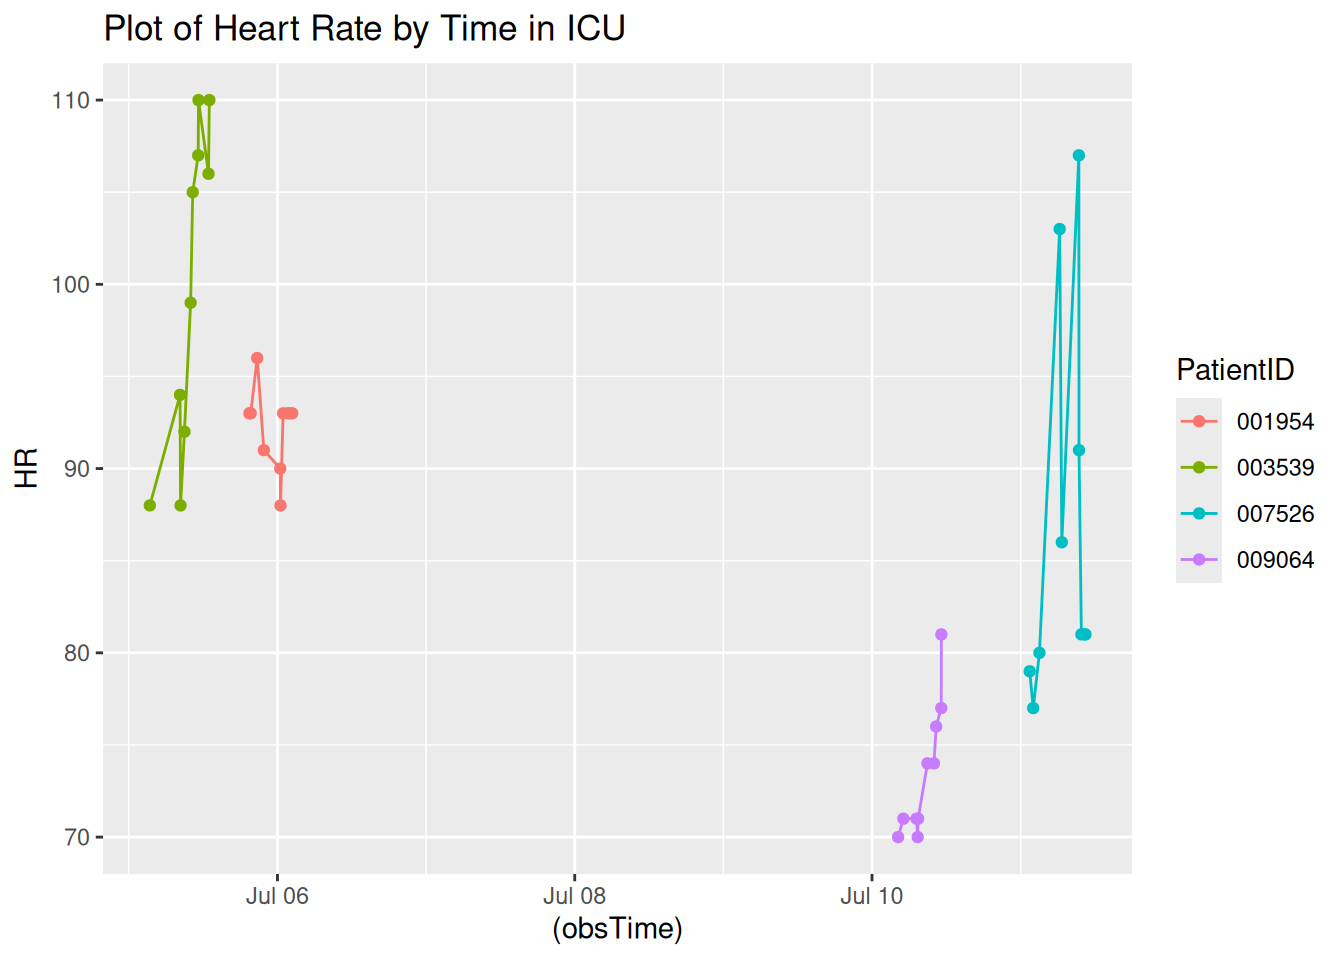 Plot of Heart Rate by Time in ICU
110
100
90
80
70
HR
Jul 06
Jul 08
Jul 10
(obsTime)
PatientID
001954
003539
007526
009064